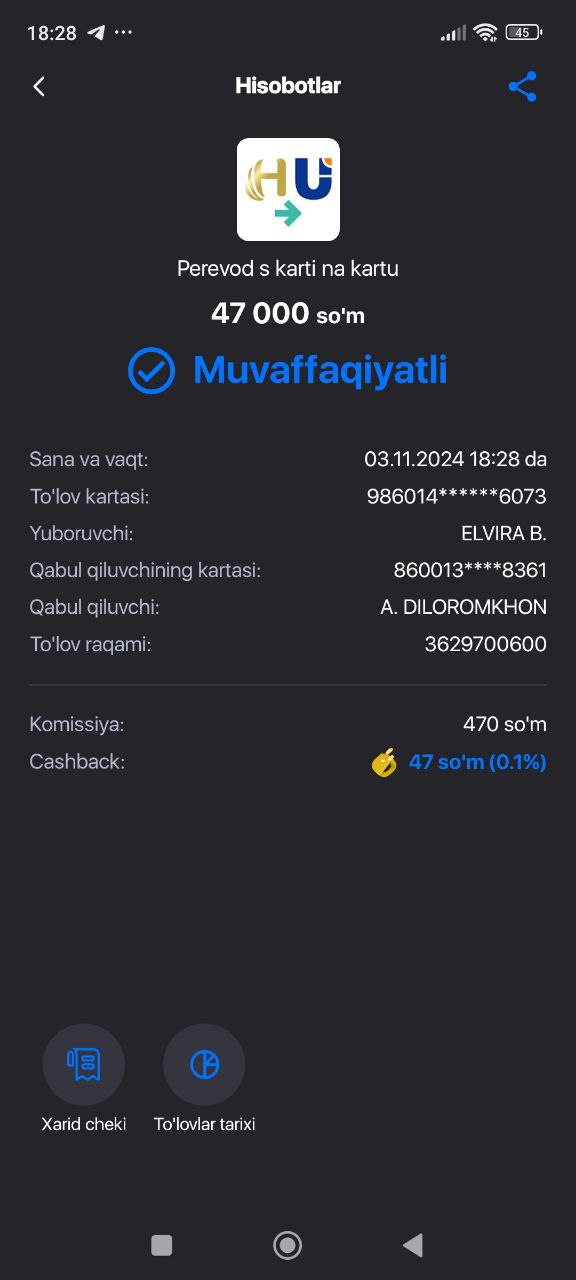 18:28
45
Hisobotlar
HU
Perevod s karti na kartu
47 000 so'm
Muvaffaqiyatli
Sana va vaqt: 03.11.2024 18:28 da
To'lov kartasi: 986014******6073
Yuboruvchi: ELVIRA B.
Qabul qiluvchining kartasi: 860013****8361
Qabul qiluvchi: A. DILOROMKHON
To'lov raqami: 3629700600
Komissiya: 470 so'm
Cashback: 47 so'm (0.1%)
Xarid cheki To'lovlar tarixi